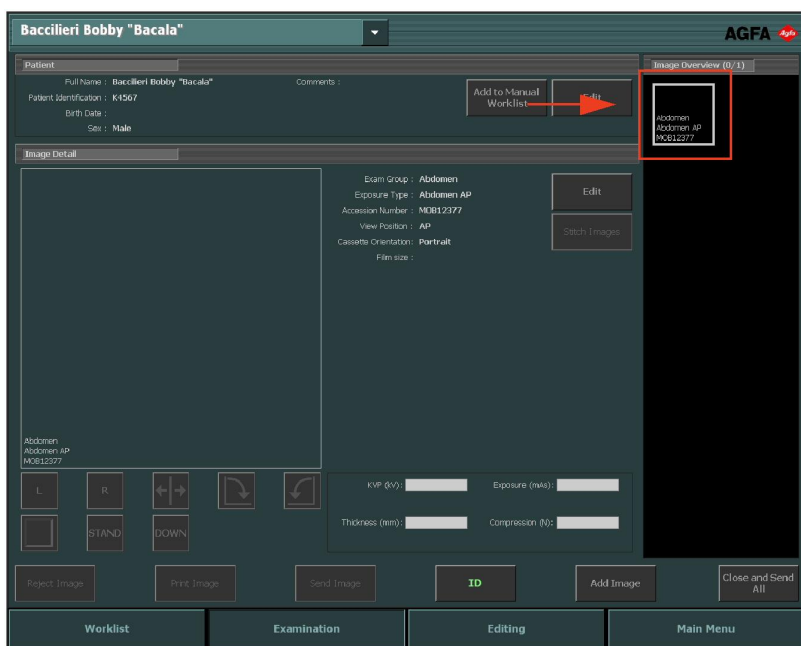 Baccilieri Bobby "Bacala"
AGFA
Patient
Full Name : Baccilieri Bobby "Bacala"
Comments :
Patient Identification : K4567
Birth Date :
Sex : Male
Add to Manual
Worklist
Edit
Image Overview (0/1)
Abdomen
Abdomen AP
MOB12377
Image Detail
Exam Group : Abdomen
Exposure Type : Abdomen AP
Accession Number : MOB12377
View Position : AP
Cassette Orientation: Portrait
Film size :
Edit
Stitch Images
Abdomen
Abdomen AP
MOB12377
L
R
STAND
DOWN
KVP (kV):
Exposure (mAs):
Thickness (mm):
Compression (N):
Reject Image
Print Image
Send Image
ID
Add Image
Close and Send
All
Worklist
Examination
Editing
Main Menu